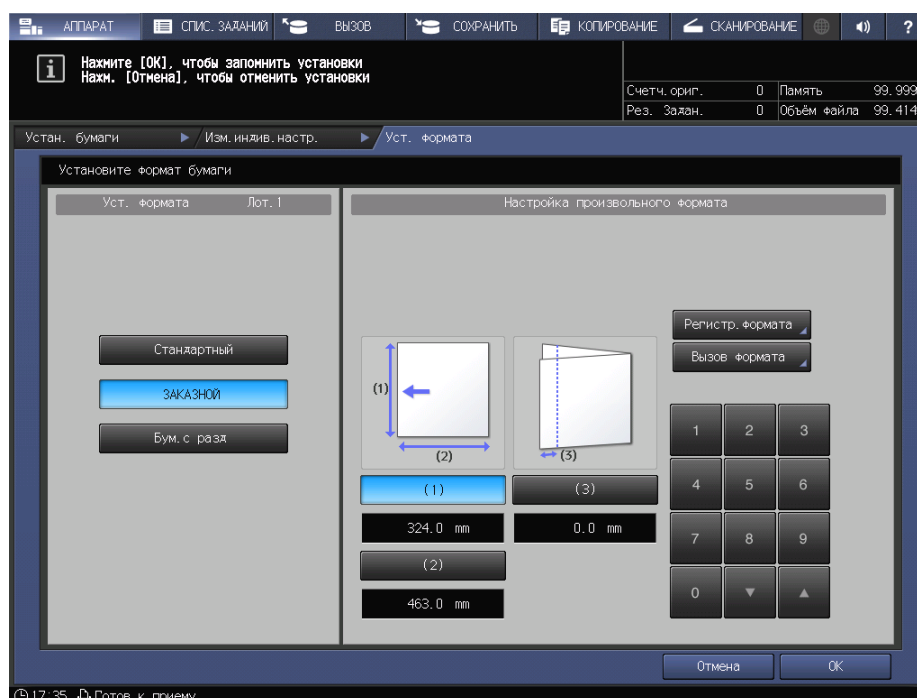 АППАРАТ СПИС. ЗАДАНИЙ ВЫЗОВ СОХРАНИТЬ КОПИРОВАНИЕ СКАНИРОВАНИЕ ?
Нажмите [OK], чтобы запомнить установки
Нажм. [Отмена], чтобы отменить установки
Счетч. ориг. 0 Память 99.999
Рез. Задан. 0 Объём файла 99.414
Устан. бумаги Изм.индив.настр. Уст. формата
Установите формат бумаги
Уст. формата Лот.1
Стандартный
ЗАКАЗНОЙ
Бум.с разд
Настройка произвольного формата
Регистр.формата
Вызов формата
(1)
(2)
(3)
(1) (3)
324.0 mm 0.0 mm
(2)
463.0 mm
1 2 3
4 5 6
7 8 9
0
Отмена OK
17:35 Готов к приему